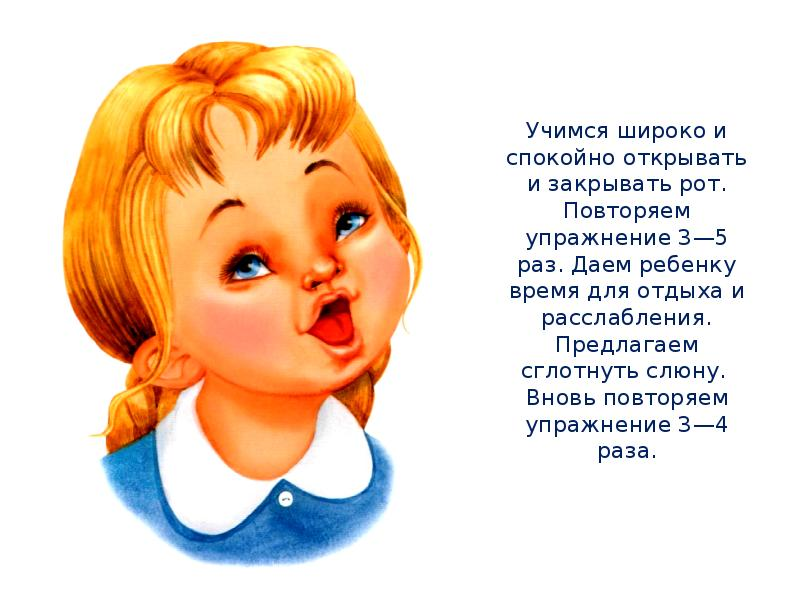 Учимся широко и
спокойно открывать
и закрывать рот.
Повторяем
упражнение 3—5
раз. Даем ребенку
время для отдыха и
расслабления.
Предлагаем
сглотнуть слюну.
Вновь повторяем
упражнение 3—4
раза.